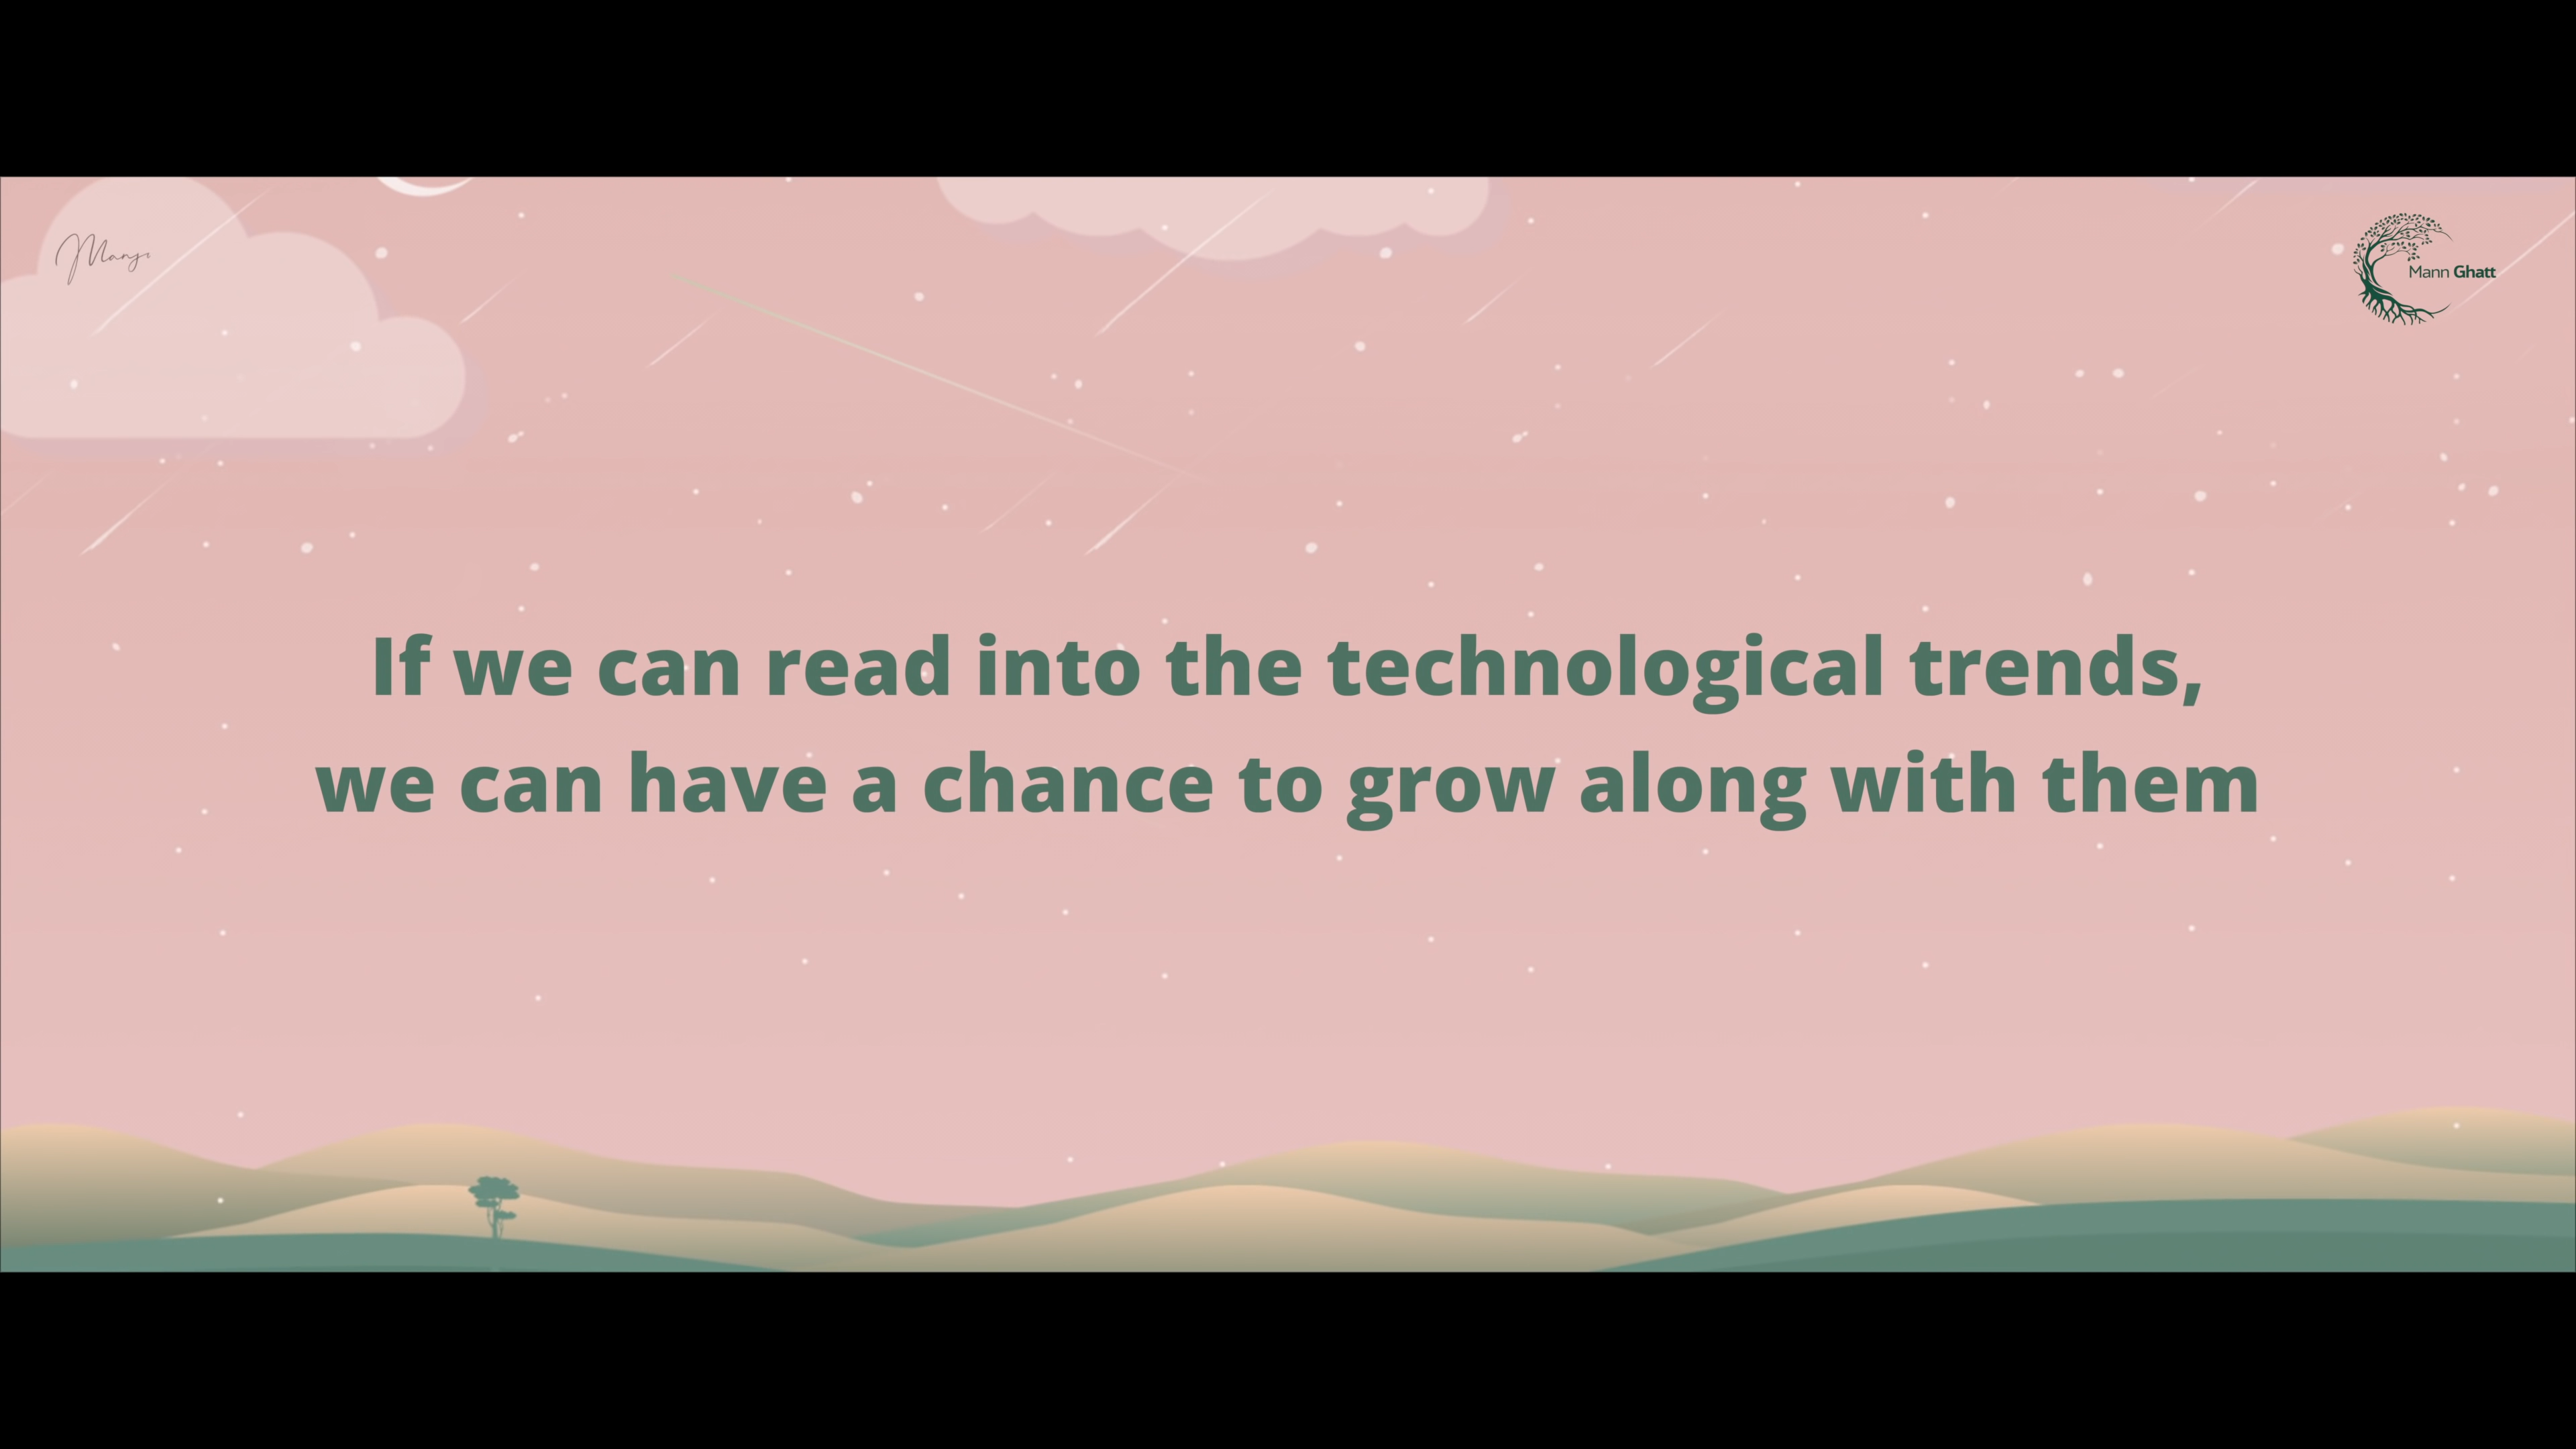 Mann Ghatt
If we can read into the technological trends,
we can have a chance to grow along with them